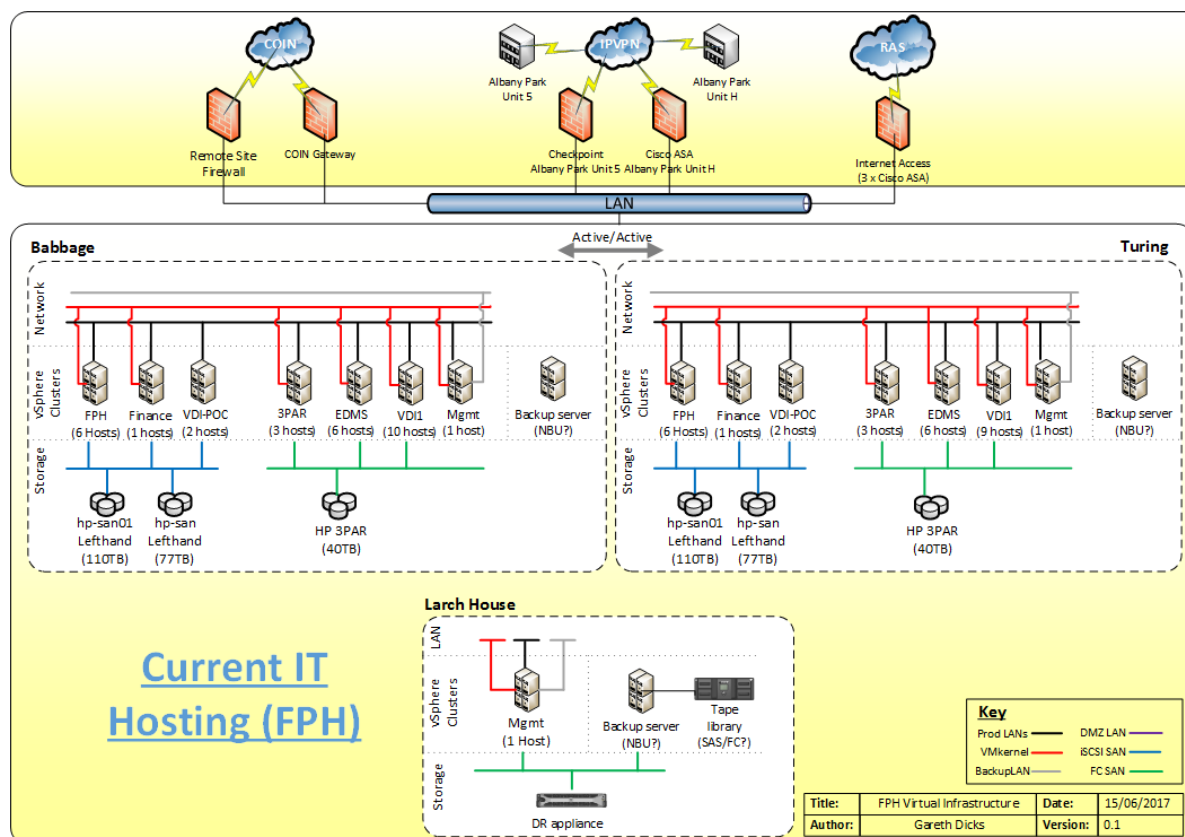 COIN
IPVPN
RAS
Albany Park
Unit 5
Albany Park
Unit H
Remote Site
Firewall
COIN Gateway
Checkpoint
Albany Park Unit 5
Cisco ASA
Albany Park Unit H
Internet Access
(3 x Cisco ASA)
LAN
Active/Active
Babbage
Network
vSphere
Clusters
FPH
(6 Hosts)
Finance
(1 hosts)
VDI-POC
(2 hosts)
3PAR
(3 hosts)
EDMS
(6 hosts)
VDI1
(10 hosts)
Mgmt
(1 host)
Backup server
(NBU?)
Storage
hp-san01
Lefthand
(110TB)
hp-san
Lefthand
(77TB)
HP 3PAR
(40TB)
Turing
Network
vSphere
Clusters
FPH
(6 Hosts)
Finance
(1 hosts)
VDI-POC
(2 hosts)
3PAR
(3 hosts)
EDMS
(6 hosts)
VDI1
(9 hosts)
Mgmt
(1 host)
Backup server
(NBU?)
Storage
hp-san01
Lefthand
(110TB)
hp-san
Lefthand
(77TB)
HP 3PAR
(40TB)
Larch House
LAN
vSphere
Clusters
Mgmt
(1 Host)
Backup server
(NBU?)
Tape
library
(SAS/FC?)
Storage
DR appliance
Current IT
Hosting (FPH)
Key
Prod LANs
DMZ LAN
VMkernel
iSCSI SAN
BackupLAN
FC SAN
Title: FPH Virtual Infrastructure Date: 15/06/2017
Author: Gareth Dicks Version: 0.1